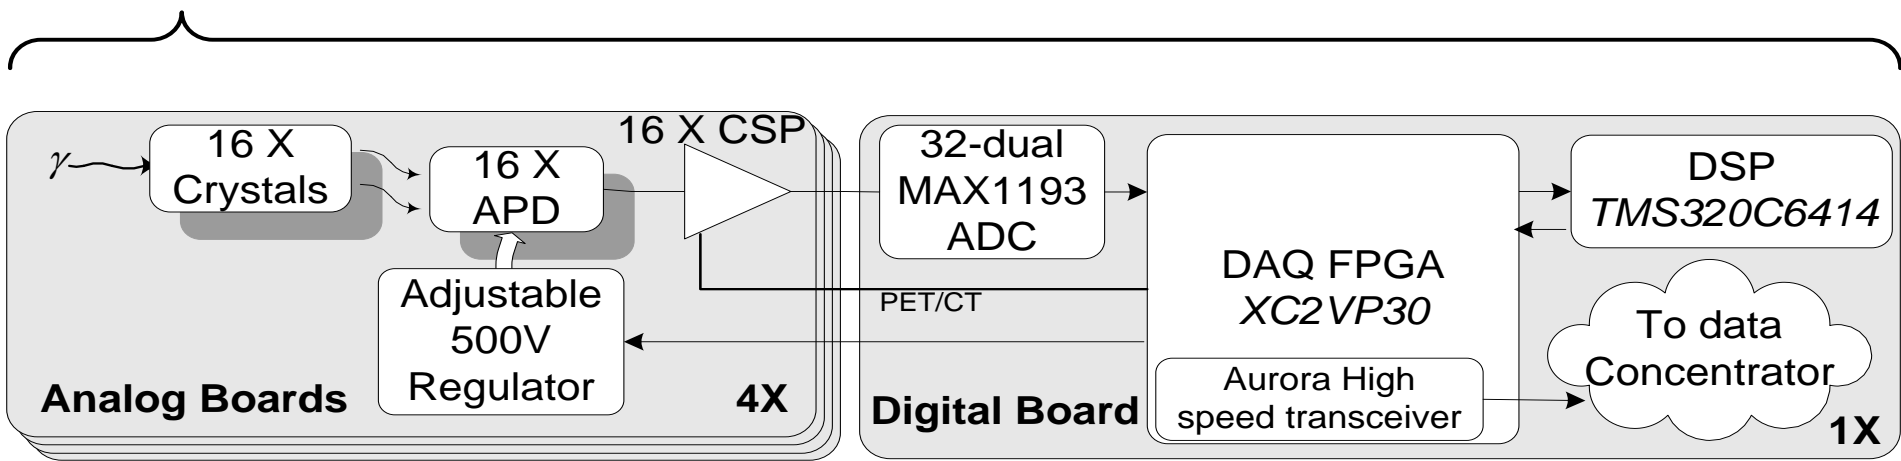 γ
16 X
Crystals
16 X
APD
16 X CSP
Adjustable
500V
Regulator
Analog Boards
4X
32-dual
MAX1193
ADC
PET/CT
DAQ FPGA
XC2VP30
Aurora High
speed transceiver
DSP
TMS320C6414
To data
Concentrator
Digital Board
1X